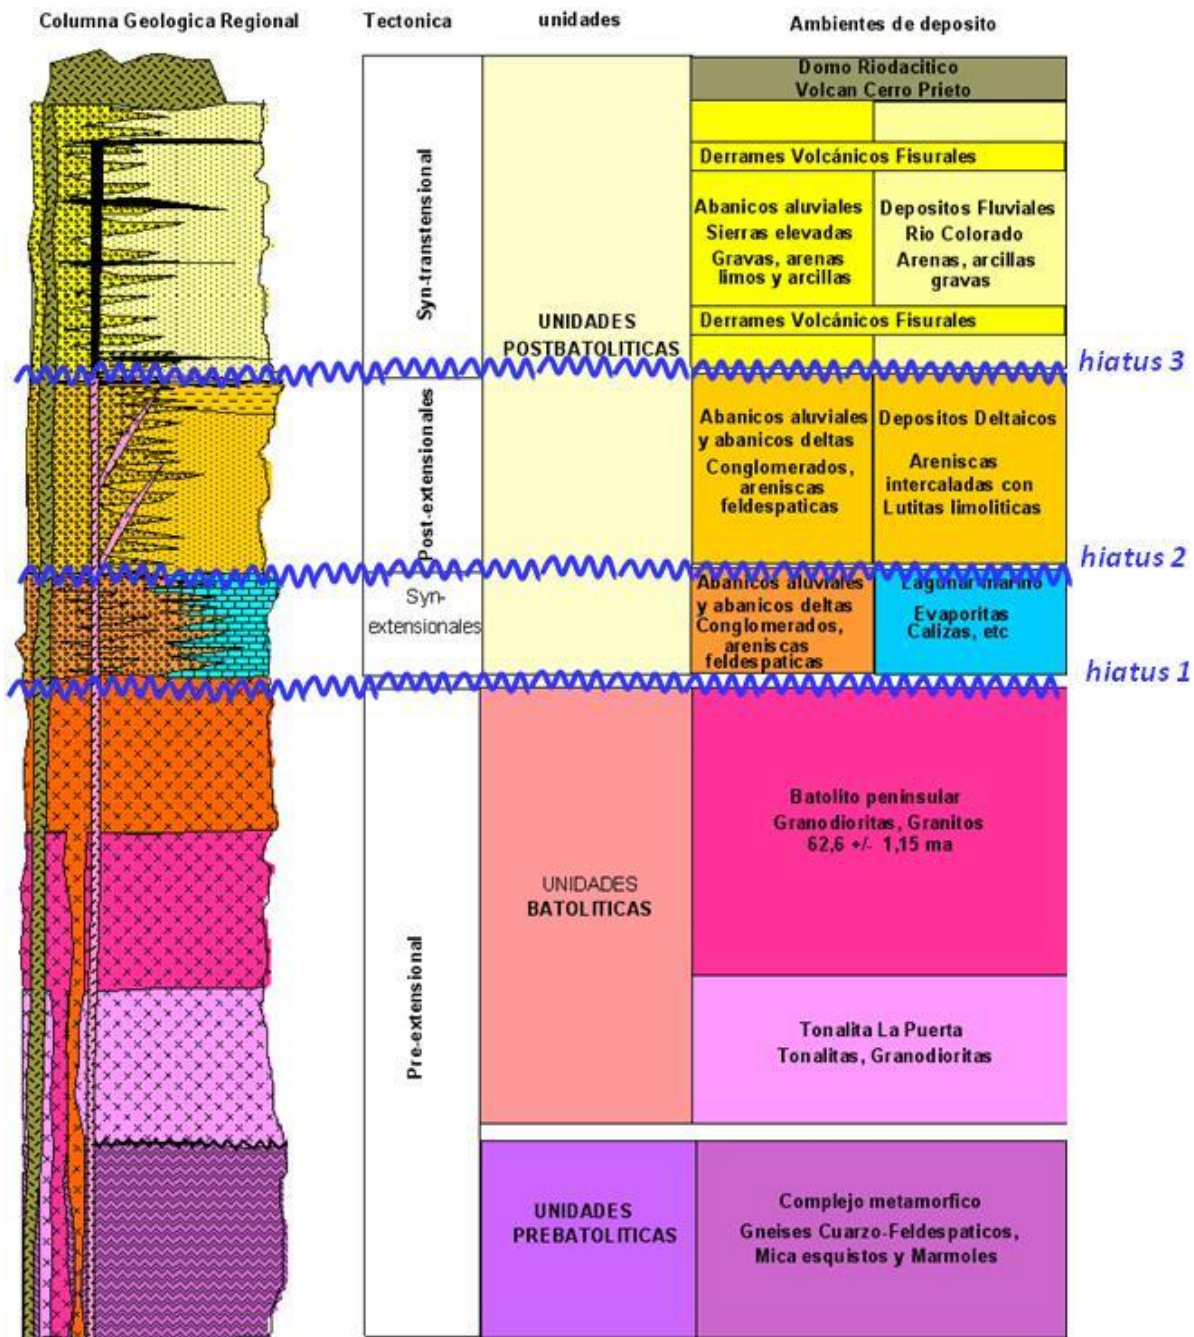 Columna Geologica Regional
Tectonica
unidades
Ambientes de deposito
Domo Riodacitico
Volcan Cerro Prieto
Derrames Volcánicos Fisurales
Syn-transtensional
Abanicos aluviales
Sierras elevadas
Gravas, arenas
limos y arcillas
Depositos Fluviales
Rio Colorado
Arenas, arcillas
gravas
Derrames Volcánicos Fisurales
UNIDADES
POSTBATOLITICAS
hiatus 3
Post-extensionales
Abanicos aluviales
y abanicos deltas
Conglomerados,
areniscas
feldespaticas
Depositos Deltaicos
Areniscas
intercaladas con
Lutitas limoliticas
hiatus 2
Syn-
extensionales
Abanicos aluviales
y abanicos deltas
Conglomerados,
areniscas
feldespaticas
Lagunar marino
Evaporitas
Calizas, etc
hiatus 1
Pre-extensional
UNIDADES
BATOLITICAS
Batolito peninsular
Granodioritas, Granitos
62,6 +/- 1,15 ma
Tonalita La Puerta
Tonalitas, Granodioritas
UNIDADES
PREBATOLITICAS
Complejo metamorfico
Gneises Cuarzo-Feldespaticos,
Mica esquistos y Marmoles